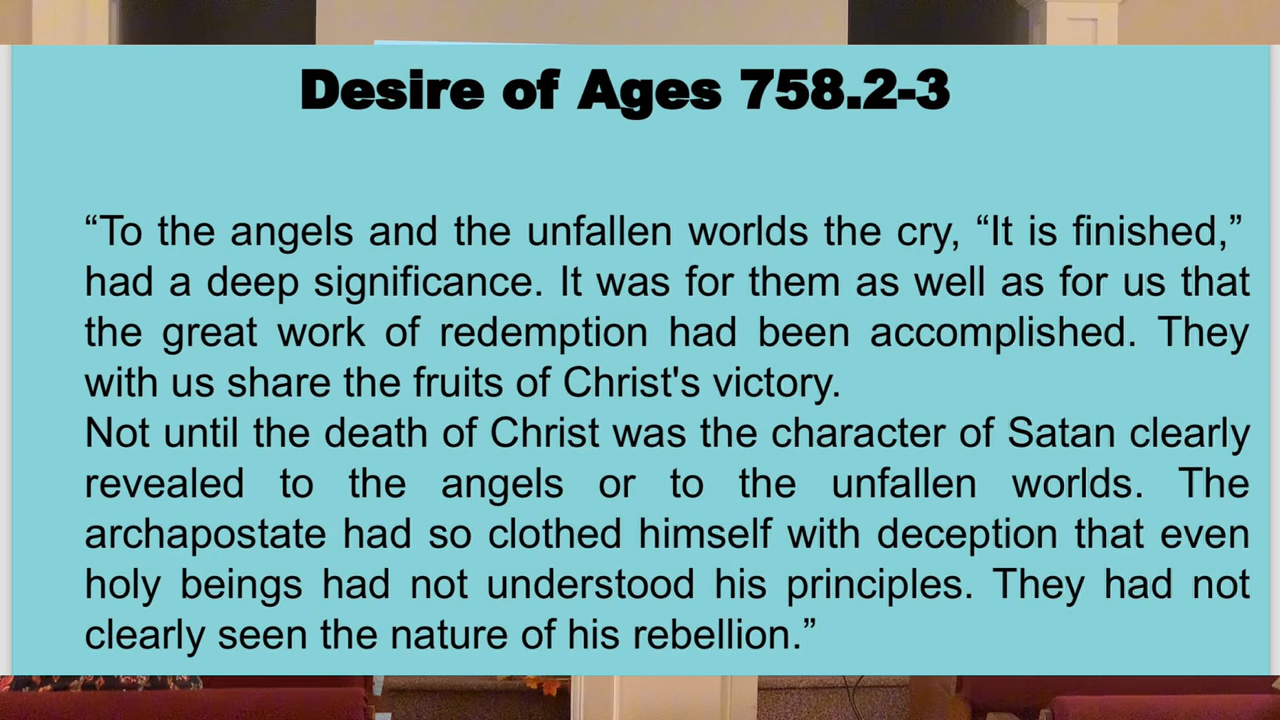 Desire of Ages 758.2-3
“To the angels and the unfallen worlds the cry, “It is finished,”
had a deep significance. It was for them as well as for us that
the great work of redemption had been accomplished. They
with us share the fruits of Christ's victory.
Not until the death of Christ was the character of Satan clearly
revealed to the angels or to the unfallen worlds. The
archapostate had so clothed himself with deception that even
holy beings had not understood his principles. They had not
clearly seen the nature of his rebellion.”